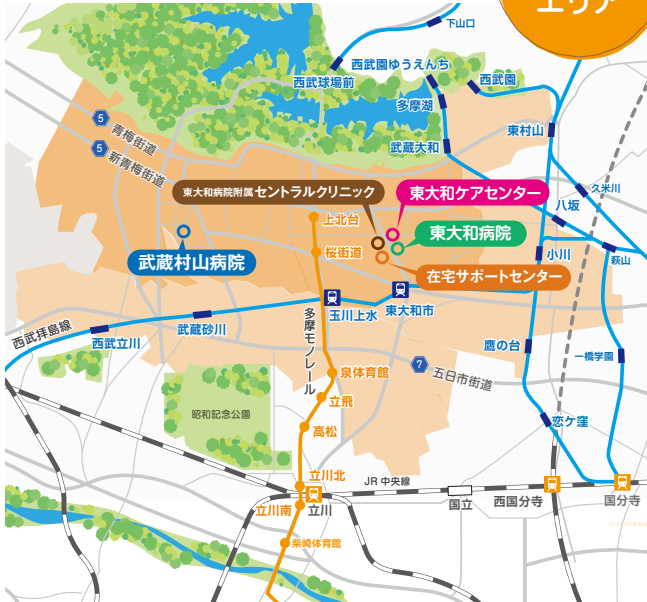 エリア
下山口
西武園ゆうえんち
西武球場前
西武園
多摩湖
5
青梅街道
東村山
武蔵大和
5
新青梅街道
東大和病院附属 セントラルクリニック
東大和ケアセンター
久米川
八坂
上北台
東大和病院
武蔵村山病院
桜街道
小川
萩山
在宅サポートセンター
玉川上水
東大和市
西武拝島線
西武立川
武蔵砂川
多摩モノレール
鷹の台
一橋学園
泉体育館
7
五日市街道
立飛
昭和記念公園
高松
恋ケ窪
立川北
JR 中央線
立川南
立川
国立
西国分寺
国分寺
柴崎体育館